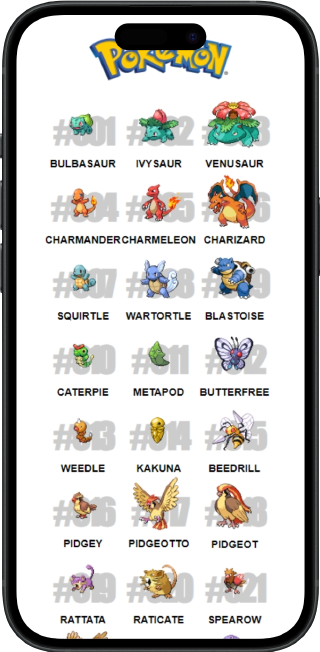 POKÉMON
#001 #002 #003
BULBASAUR IVYSAUR VENUSAUR
#004 #005 #006
CHARMANDER CHARMELEON CHARIZARD
#007 #008 #009
SQUIRTLE WARTORTLE BLASTOISE
#010 #011 #012
CATERPIE METAPOD BUTTERFREE
#013 #014 #015
WEEDLE KAKUNA BEEDRILL
#016 #017 #018
PIDGEY PIDGEOTTO PIDGEOT
#019 #020 #021
RATTATA RATICATE SPEAROW